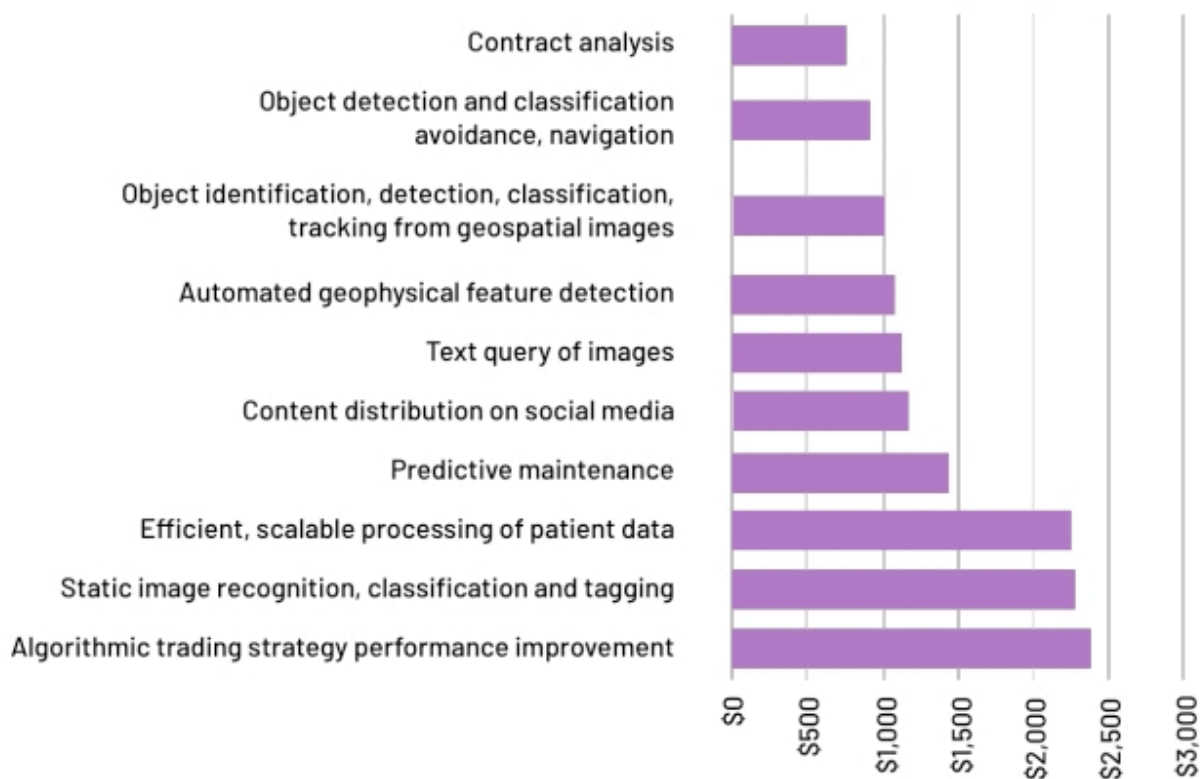 Contract analysis
Object detection and classification
avoidance, navigation
Object identification, detection, classification,
tracking from geospatial images
Automated geophysical feature detection
Text query of images
Content distribution on social media
Predictive maintenance
Efficient, scalable processing of patient data
Static image recognition, classification and tagging
Algorithmic trading strategy performance improvement
$0
$500
$1,000
$1,500
$2,000
$2,500
$3,000